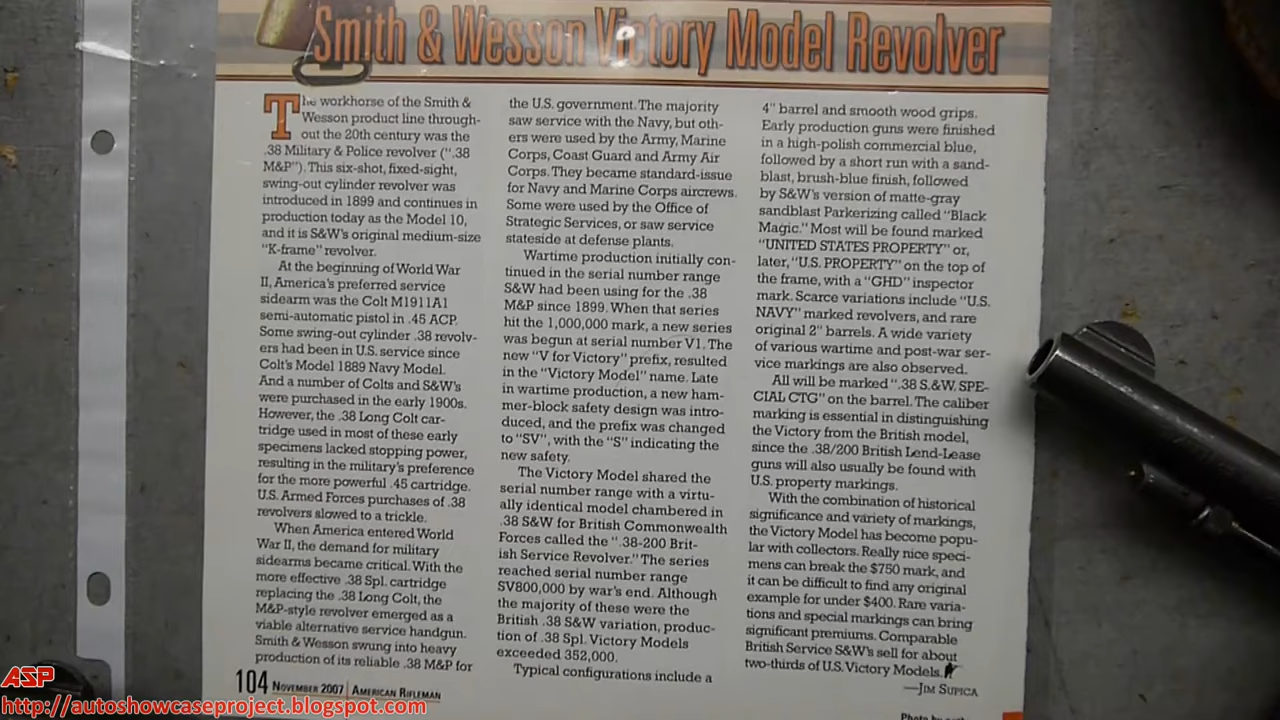 Smith & Wesson Victory Model Revolver
The workhorse of the Smith &
Wesson product line through-
out the 20th century was the
.38 Military & Police revolver (“.38
M&P”). This six-shot, fixed-sight,
swing-out cylinder revolver was
introduced in 1899 and continues in
production today as the Model 10,
and it is S&W's original medium-size
“K-frame” revolver.
At the beginning of World War
II, America's preferred service
sidearm was the Colt M1911A1
semi-automatic pistol in .45 ACP.
Some swing-out cylinder .38 revolv-
ers had been in U.S. service since
Colt's Model 1889 Navy Model.
And a number of Colts and S&W's
were purchased in the early 1900s.
However, the .38 Long Colt car-
tridge used in most of these early
specimens lacked stopping power,
resulting in the military's preference
for the more powerful .45 cartridge.
U.S. Armed Forces purchases of .38
revolvers slowed to a trickle.
When America entered World
War II, the demand for military
sidearms became critical. With the
more effective .38 Spl. cartridge
replacing the .38 Long Colt, the
M&P-style revolver emerged as a
viable alternative service handgun.
Smith & Wesson swung into heavy
production of its reliable .38 M&P for
the U.S. government. The majority
saw service with the Navy, but oth-
ers were used by the Army, Marine
Corps, Coast Guard and Army Air
Corps. They became standard-issue
for Navy and Marine Corps aircrews.
Some were used by the Office of
Strategic Services, or saw service
stateside at defense plants.
Wartime production initially con-
tinued in the serial number range
S&W had been using for the .38
M&P since 1899. When that series
hit the 1,000,000 mark, a new series
was begun at serial number V1. The
new “V for Victory” prefix, resulted
in the “Victory Model” name. Late
in wartime production, a new ham-
mer-block safety design was intro-
duced, and the prefix was changed
to “SV”, with the “S” indicating the
new safety.
The Victory Model shared the
serial number range with a virtu-
ally identical model chambered in
.38 S&W for British Commonwealth
Forces called the “.38-200 Brit-
ish Service Revolver.” The series
reached serial number range
SV800,000 by war's end. Although
the majority of these were the
British .38 S&W variation, produc-
tion of .38 Spl. Victory Models
exceeded 352,000.
Typical configurations include a
4" barrel and smooth wood grips.
Early production guns were finished
in a high-polish commercial blue,
followed by a short run with a sand-
blast, brush-blue finish, followed
by S&W's version of matte-gray
sandblast Parkerizing called “Black
Magic.” Most will be found marked
“UNITED STATES PROPERTY” or,
later, “U.S. PROPERTY” on the top of
the frame, with a “GHD” inspector
mark. Scarce variations include “U.S.
NAVY” marked revolvers, and rare
original 2" barrels. A wide variety
of various wartime and post-war ser-
vice markings are also observed.
All will be marked “.38 S.&W. SPE-
CIAL CTG” on the barrel. The caliber
marking is essential in distinguishing
the Victory from the British model,
since the .38/200 British Lend-Lease
guns will also usually be found with
U.S. property markings.
With the combination of historical
significance and variety of markings,
the Victory Model has become popu-
lar with collectors. Really nice speci-
mens can break the $750 mark, and
it can be difficult to find any original
example for under $400. Rare varia-
tions and special markings can bring
significant premiums. Comparable
British Service S&W's sell for about
two-thirds of U.S. Victory Models.
—JIM SUPICA
104 NOVEMBER 2007 | AMERICAN RIFLEMAN
ASP
http://autoshowcaseproject.blogspot.com